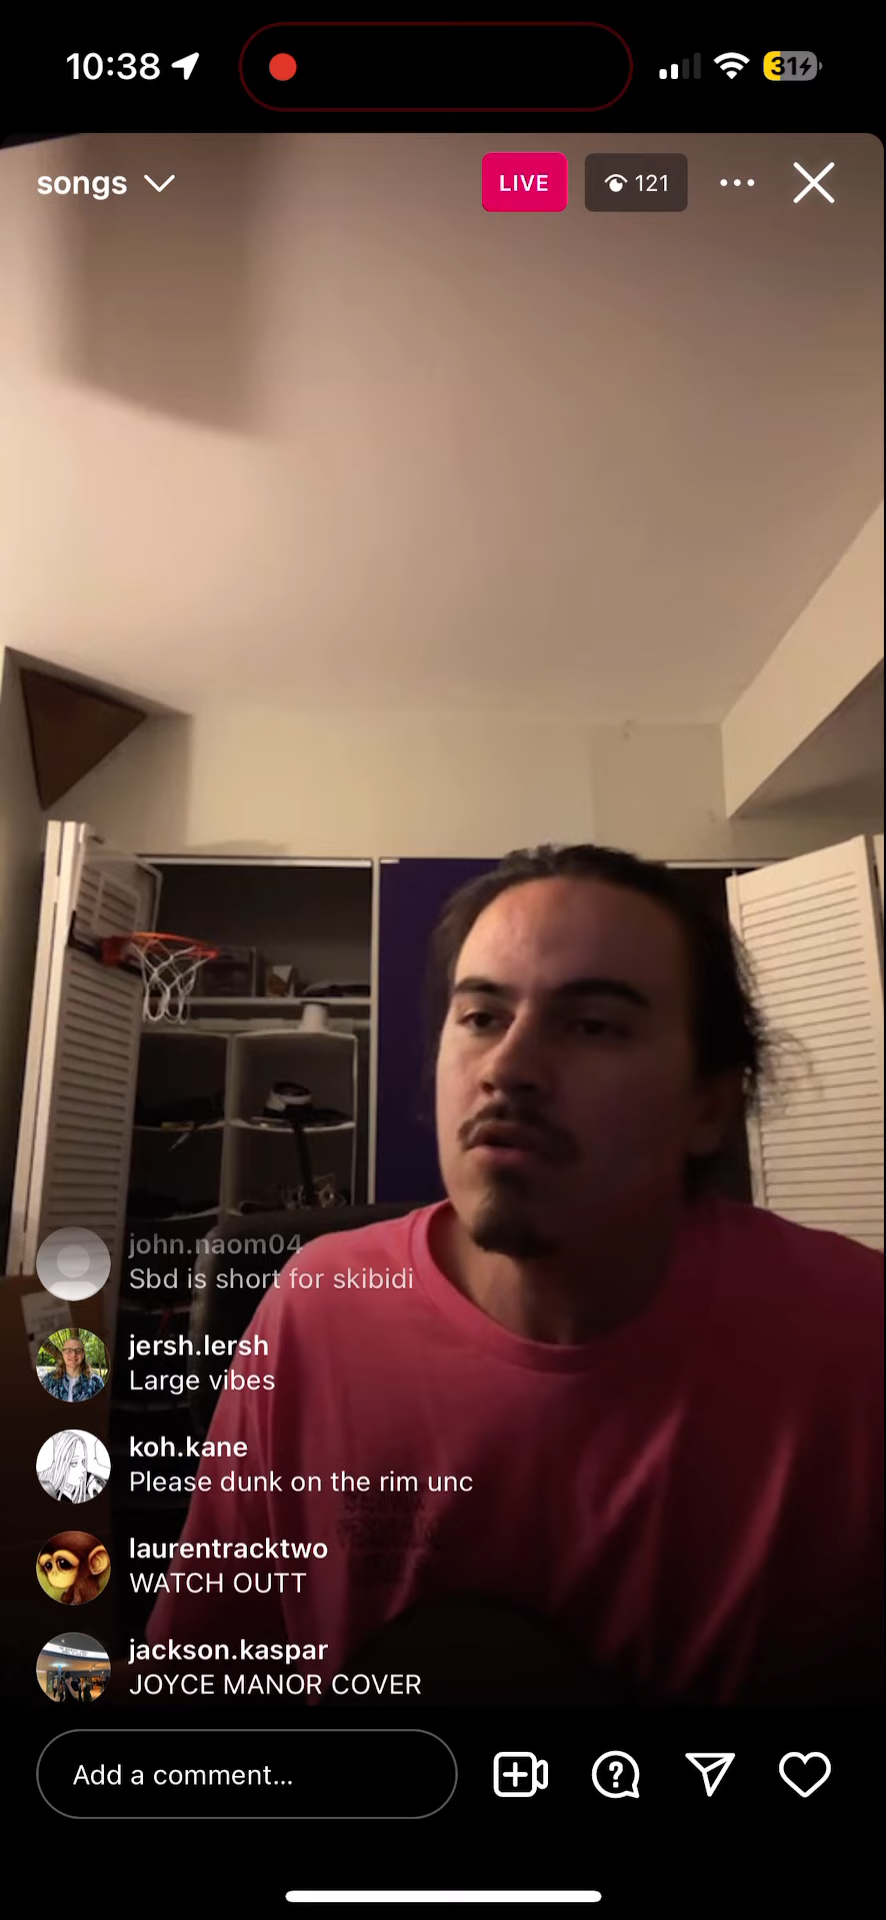 10:38
31
songs
LIVE
121
john.naom04
Sbd is short for skibidi
jersh.lersh
Large vibes
koh.kane
Please dunk on the rim unc
laurentracktwo
WATCH OUTT
jackson.kaspar
JOYCE MANOR COVER
Add a comment...